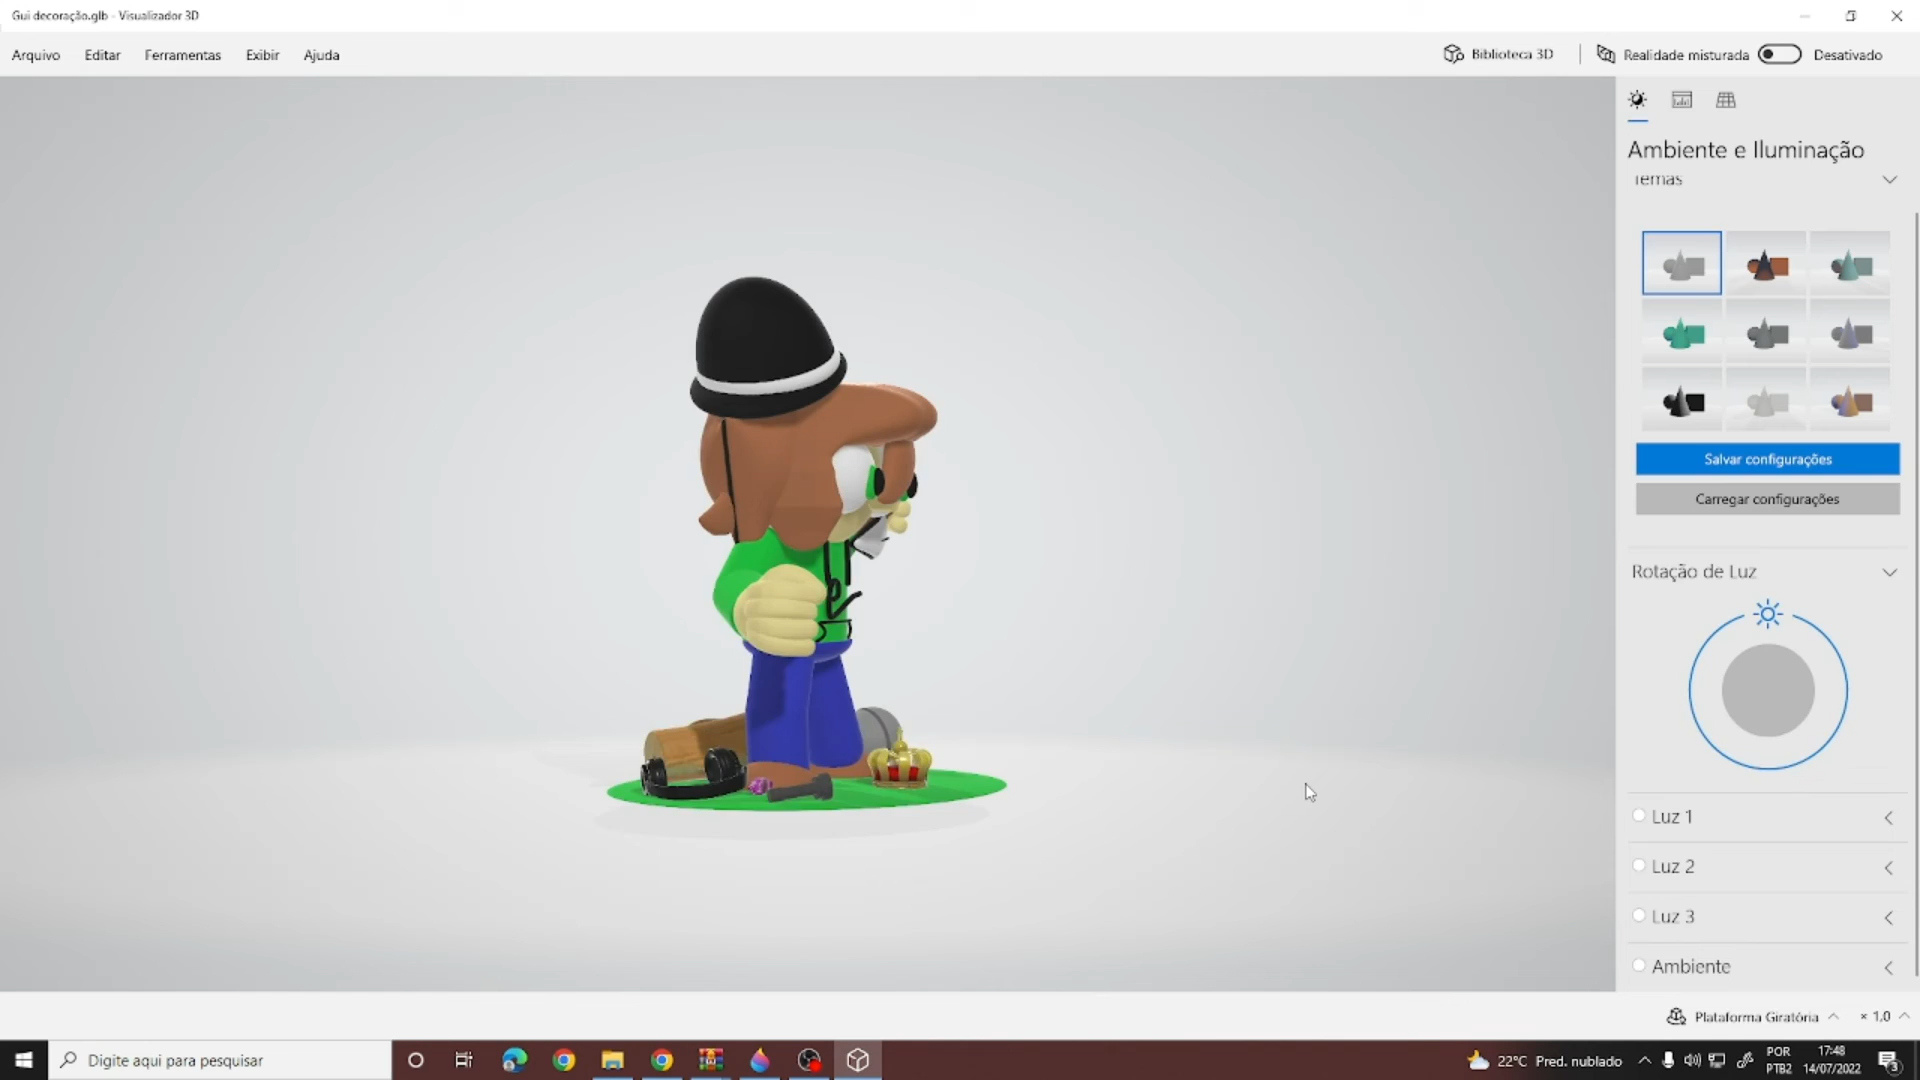 Gui decoração.glb - Visualizador 3D
Arquivo Editar Ferramentas Exibir Ajuda
Biblioteca 3D
Realidade misturada
Desativado
Ambiente e Iluminação
Temas
Salvar configurações
Carregar configurações
Rotação de Luz
Luz 1
Luz 2
Luz 3
Ambiente
Plataforma Giratória
× 1.0
Digite aqui para pesquisar
22°C Pred. nublado
POR
PTB2
17:48
14/07/2022
3